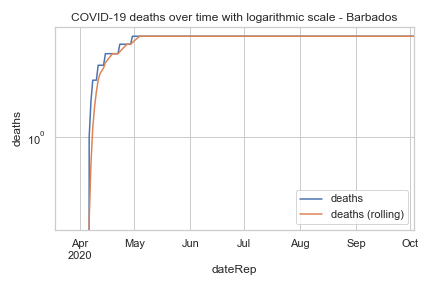 COVID-19 deaths over time with logarithmic scale - Barbados
deaths
10⁰
deaths
deaths (rolling)
Apr May Jun Jul Aug Sep Oct
2020
dateRep